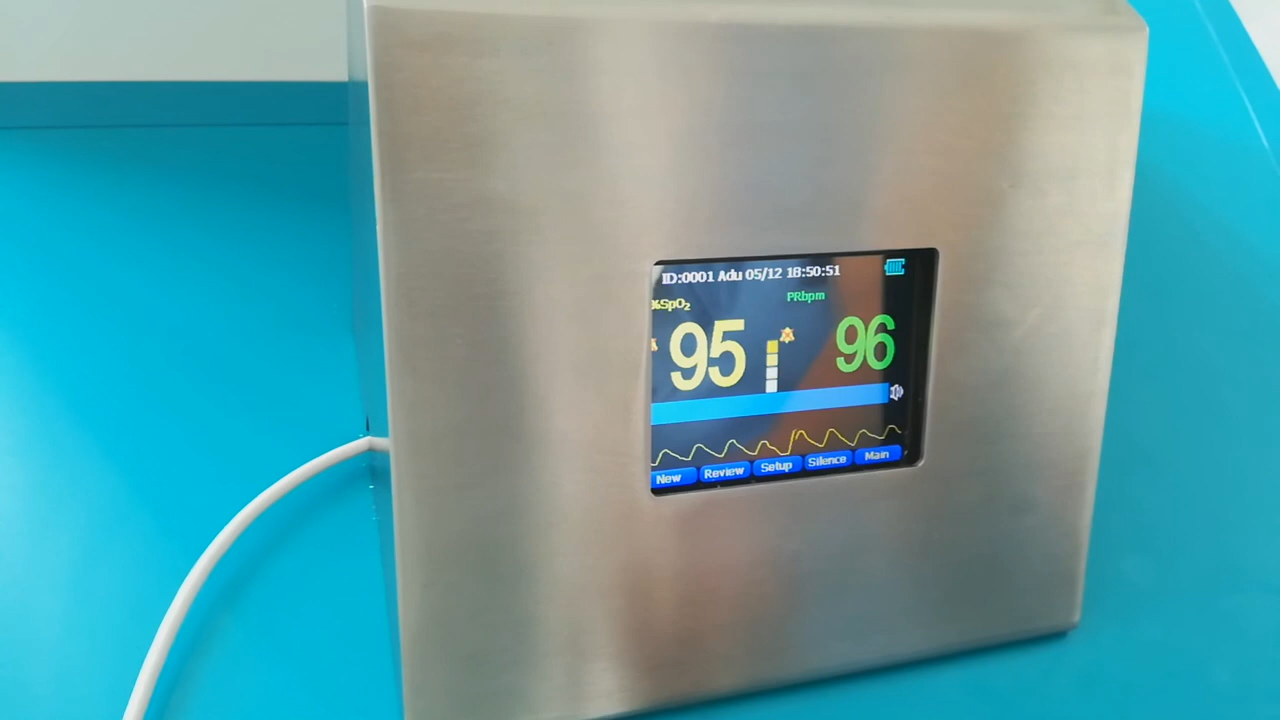 ID:0001 Adu 05/12 18:50:51
%SpO₂ PRbpm
95 96
New Review Setup Silence Main